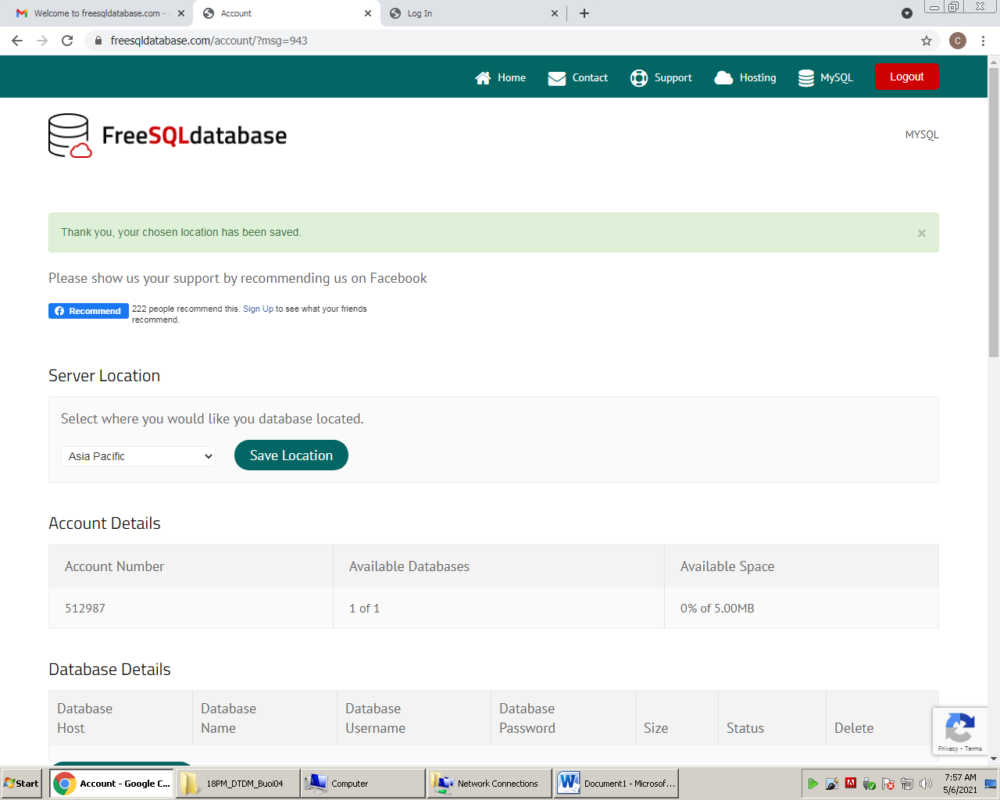 Welcome to freesqldatabase.com -
Account
Log In
freesqldatabase.com/account/?msg=943
C
Home
Contact
Support
Hosting
MySQL
Logout
FreeSQLdatabase
MYSQL
Thank you, your chosen location has been saved.
×
Please show us your support by recommending us on Facebook
Recommend
222 people recommend this. Sign Up to see what your friends
recommend.
Server Location
Select where you would like you database located.
Asia Pacific
Save Location
Account Details
Account Number
Available Databases
Available Space
512987
1 of 1
0% of 5.00MB
Database Details
Database
Host
Database
Name
Database
Username
Database
Password
Size
Status
Delete
Privacy - Terms
Start
Account - Google C...
18PM_DTDM_Buoi04
Computer
Network Connections
Document1 - Microsof...
7:57 AM
5/6/2021